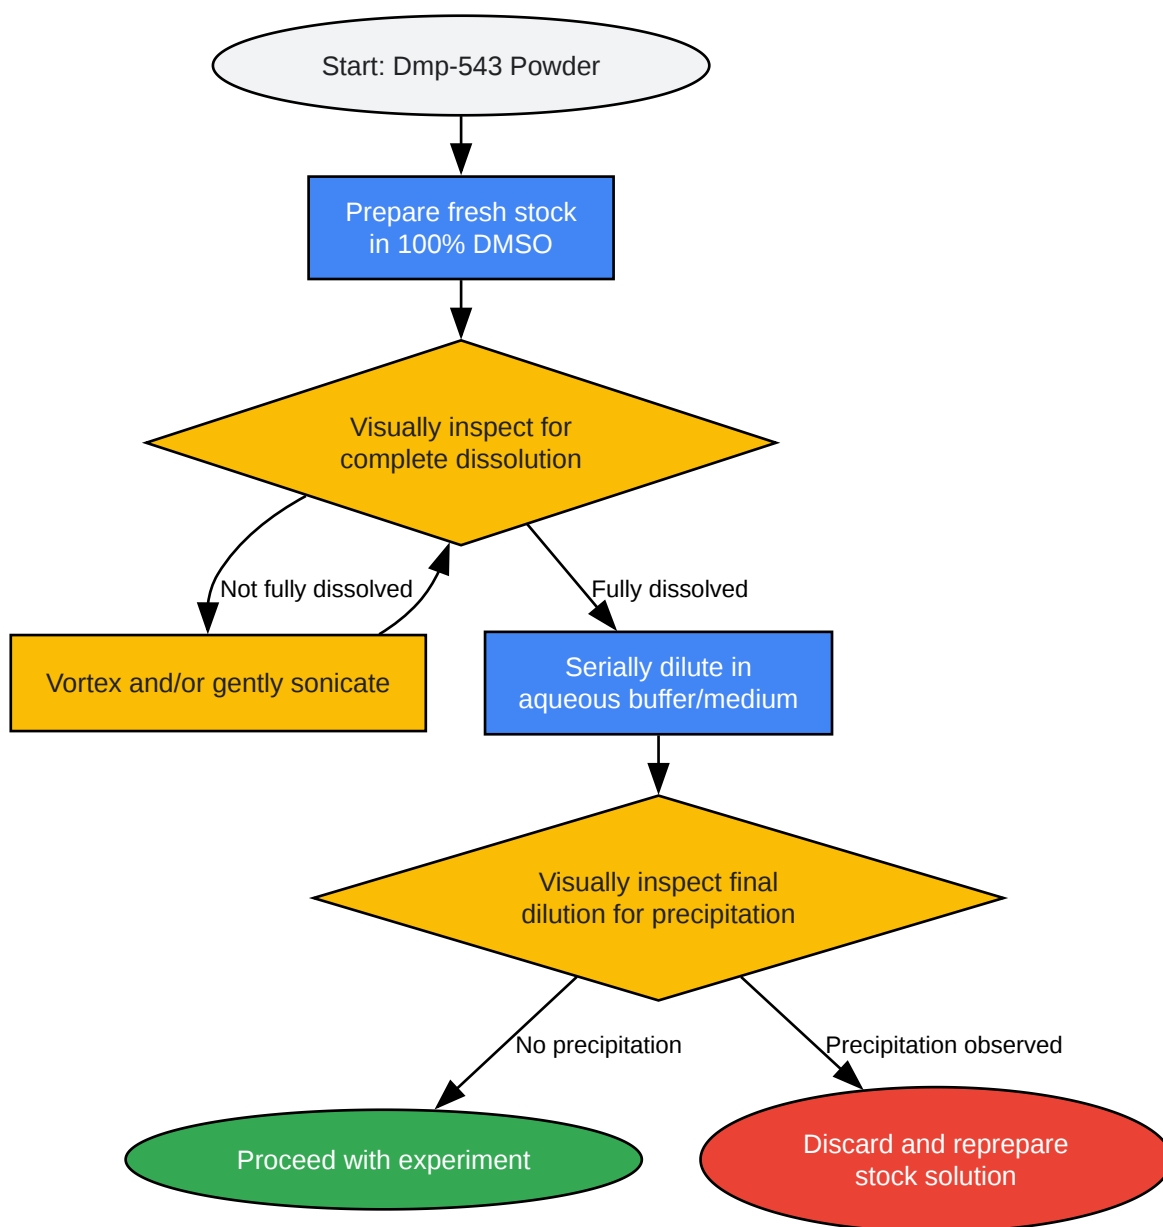 Start: Dmp-543 Powder
Prepare fresh stock
in 100% DMSO
Visually inspect for
complete dissolution
Not fully dissolved
Fully dissolved
Vortex and/or gently sonicate
Serially dilute in
aqueous buffer/medium
Visually inspect final
dilution for precipitation
No precipitation
Precipitation observed
Proceed with experiment
Discard and reprepare
stock solution